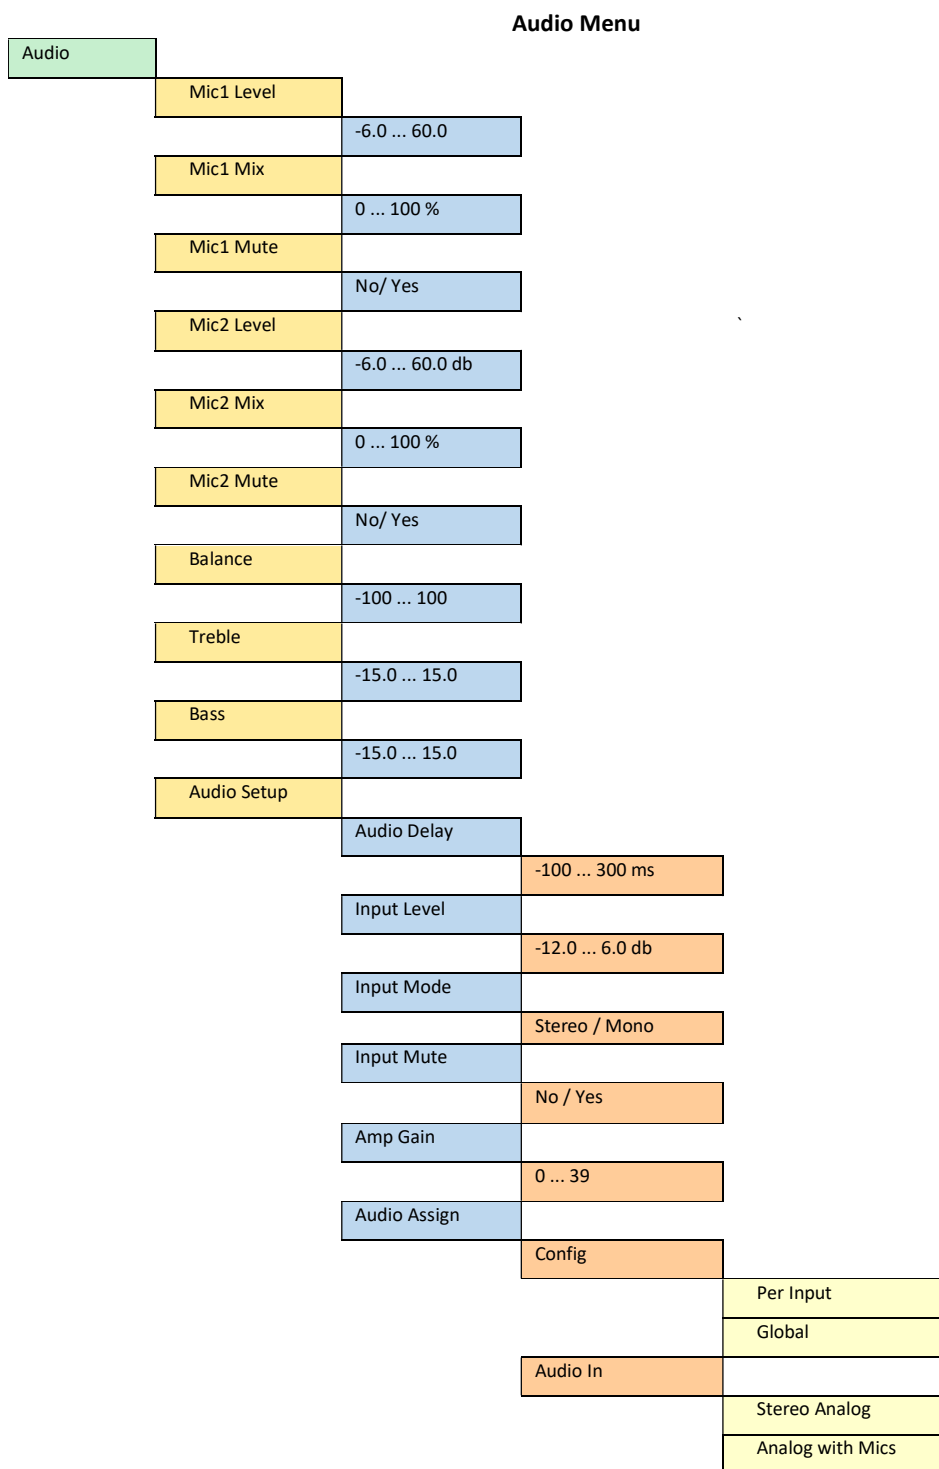 Audio Menu
Audio
Mic1 Level
-6.0 ... 60.0
Mic1 Mix
0 ... 100 %
Mic1 Mute
No/ Yes
Mic2 Level
`
-6.0 ... 60.0 db
Mic2 Mix
0 ... 100 %
Mic2 Mute
No/ Yes
Balance
-100 ... 100
Treble
-15.0 ... 15.0
Bass
-15.0 ... 15.0
Audio Setup
Audio Delay
-100 ... 300 ms
Input Level
-12.0 ... 6.0 db
Input Mode
Stereo / Mono
Input Mute
No / Yes
Amp Gain
0 ... 39
Audio Assign
Config
Per Input
Global
Audio In
Stereo Analog
Analog with Mics